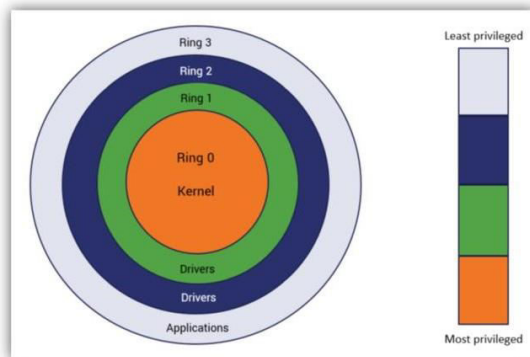 Ring 3
Ring 2
Ring 1
Ring 0
Kernel
Drivers
Drivers
Applications
Least privileged
Most privileged